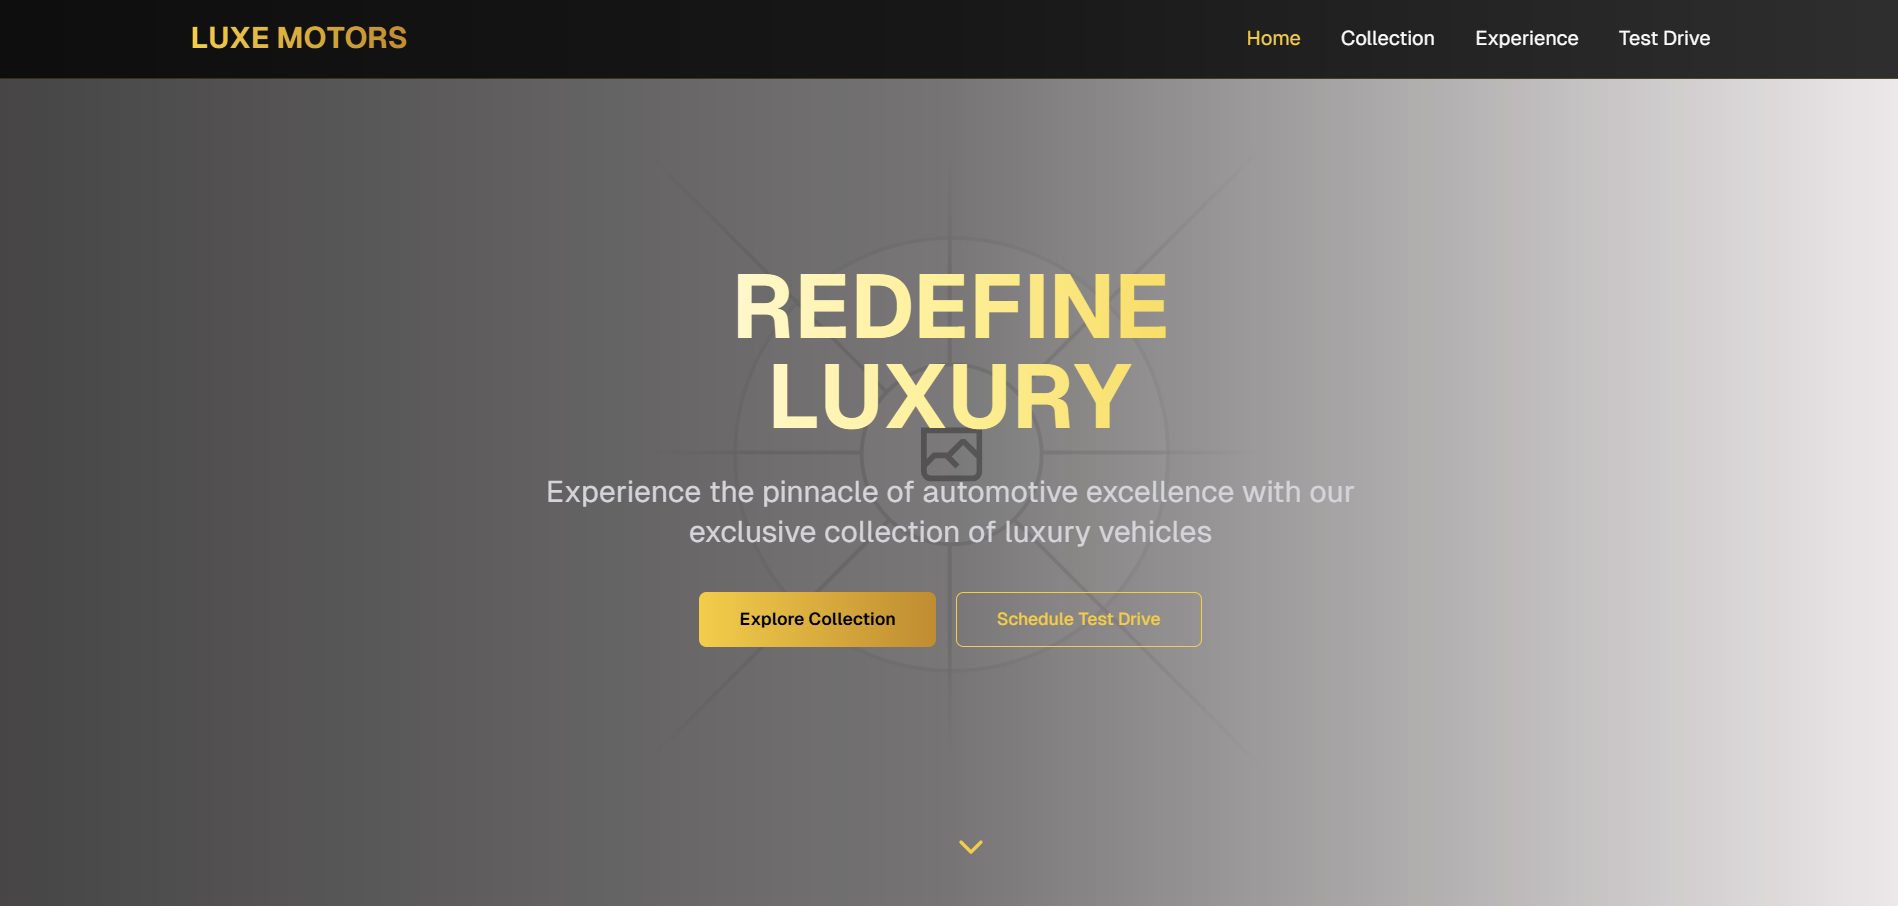 LUXE MOTORS
Home Collection Experience Test Drive
REDEFINE
LUXURY
Experience the pinnacle of automotive excellence with our
exclusive collection of luxury vehicles
Explore Collection
Schedule Test Drive